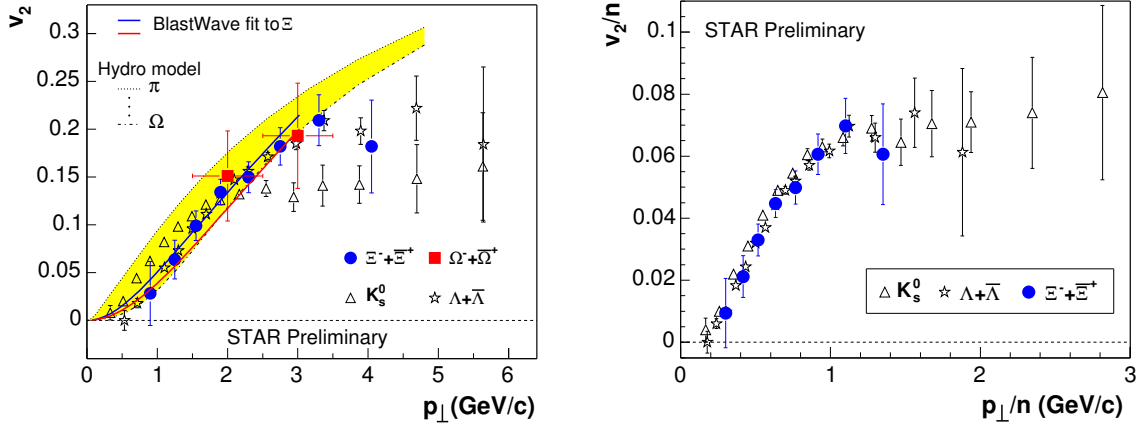 v₂
0.3
0.25
0.2
0.15
0.1
0.05
0
BlastWave fit to Ξ
Hydro model
π
Ω
Ξ⁻+Ξ̅⁺
Ω⁻+Ω̅⁺
K⁰ₛ
Λ+Λ̅
STAR Preliminary
0 1 2 3 4 5 6
p⊥ (GeV/c)
v₂/n
0.1
0.08
0.06
0.04
0.02
0
STAR Preliminary
K⁰ₛ Λ+Λ̅ Ξ⁻+Ξ̅⁺
0 1 2 3
p⊥/n (GeV/c)